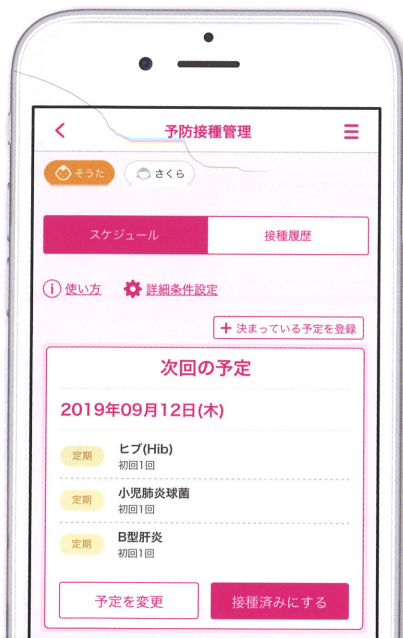 予防接種管理
そうた さくら
スケジュール 接種履歴
i 使い方 詳細条件設定
+ 決まっている予定を登録
次回の予定
2019年09月12日(木)
定期 ヒブ(Hib)
初回1回
定期 小児肺炎球菌
初回1回
定期 B型肝炎
初回1回
予定を変更 接種済みにする